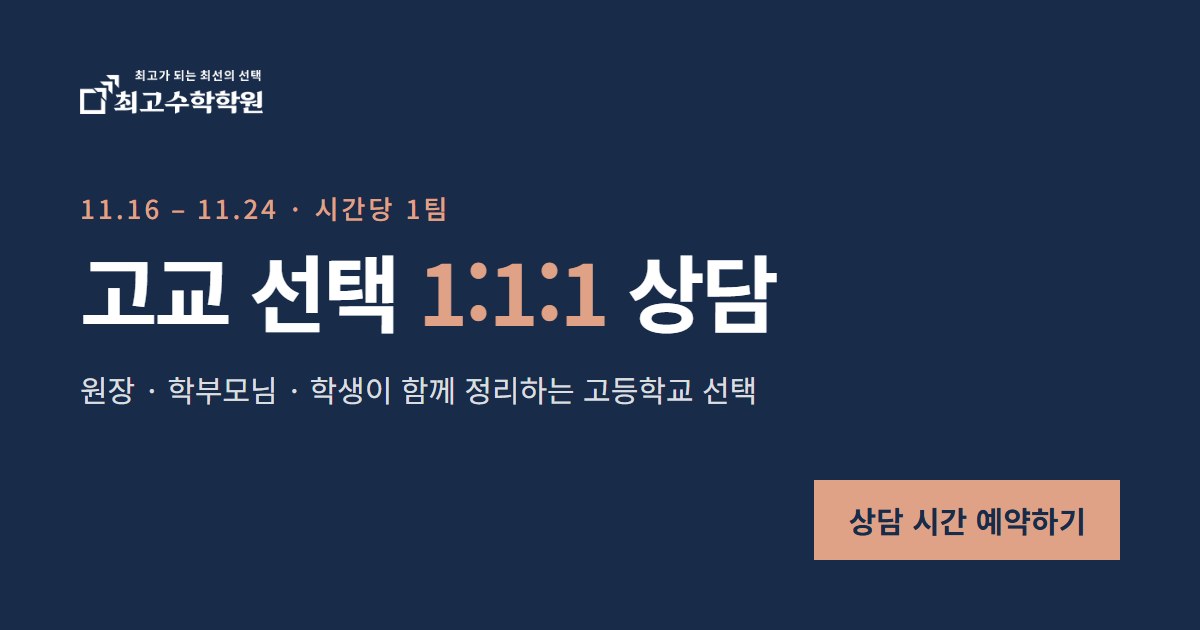 최고가 되는 최선의 선택
최고수학학원
11.16 – 11.24 · 시간당 1팀
고교 선택 1:1:1 상담
원장 · 학부모님 · 학생이 함께 정리하는 고등학교 선택
상담 시간 예약하기